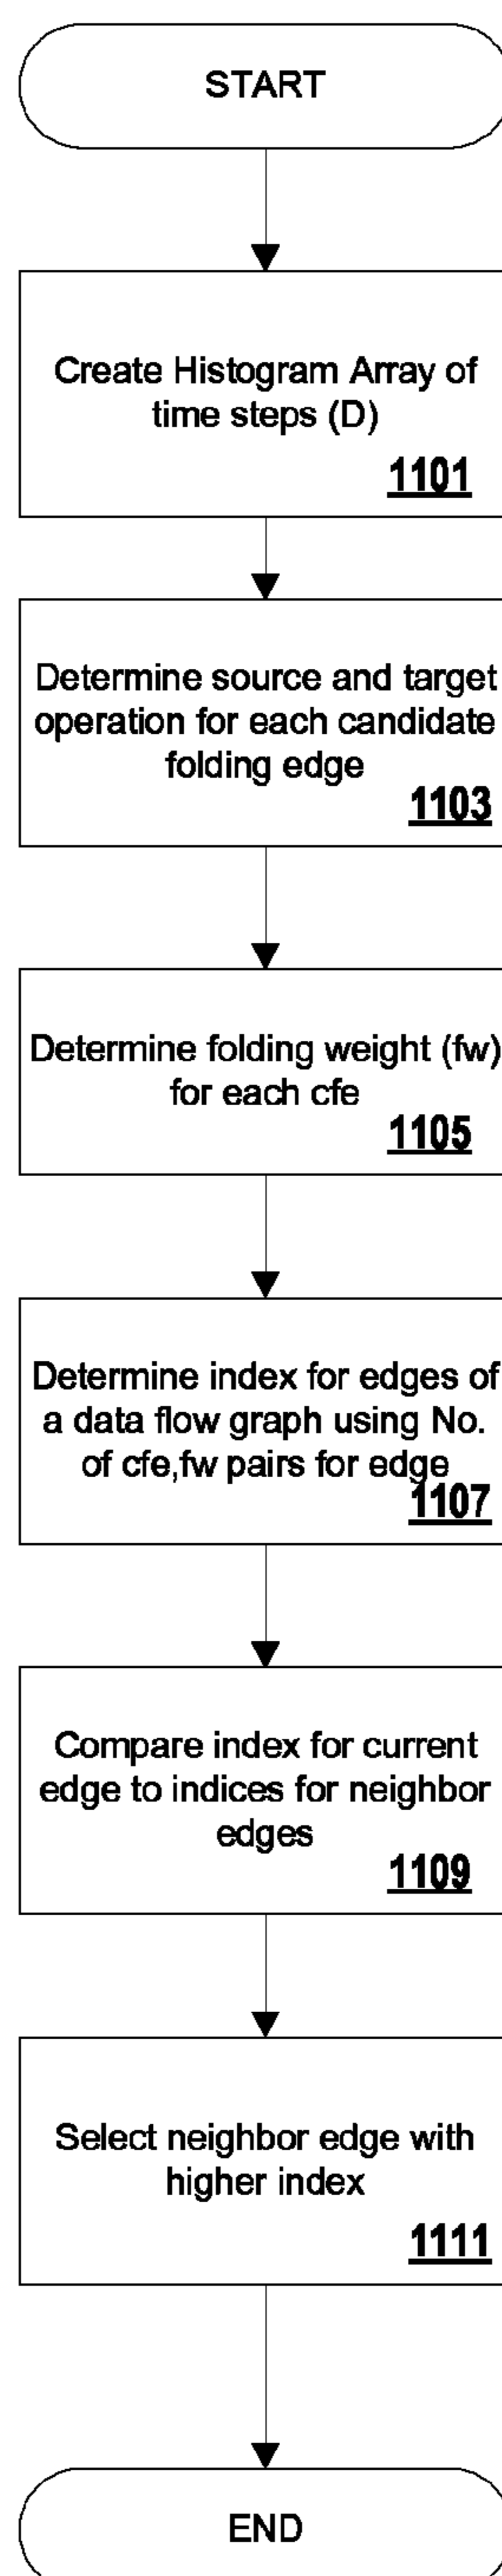 START
Create Histogram Array of
time steps (D)
1101
Determine source and target
operation for each candidate
folding edge
1103
Determine folding weight (fw)
for each cfe
1105
Determine index for edges of
a data flow graph using No.
of cfe,fw pairs for edge
1107
Compare index for current
edge to indices for neighbor
edges
1109
Select neighbor edge with
higher index
1111
END